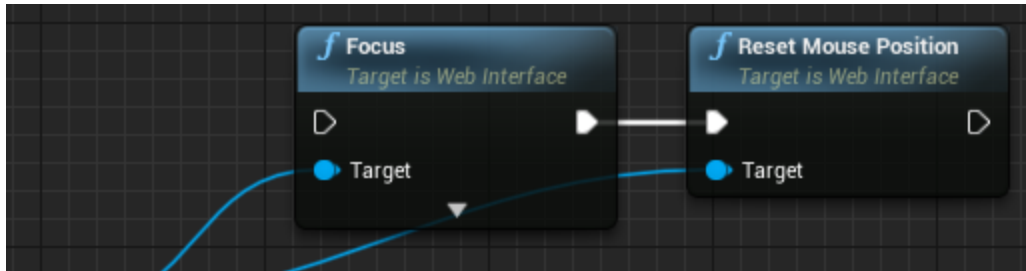 Focus
Target is Web Interface
Target
Reset Mouse Position
Target is Web Interface
Target